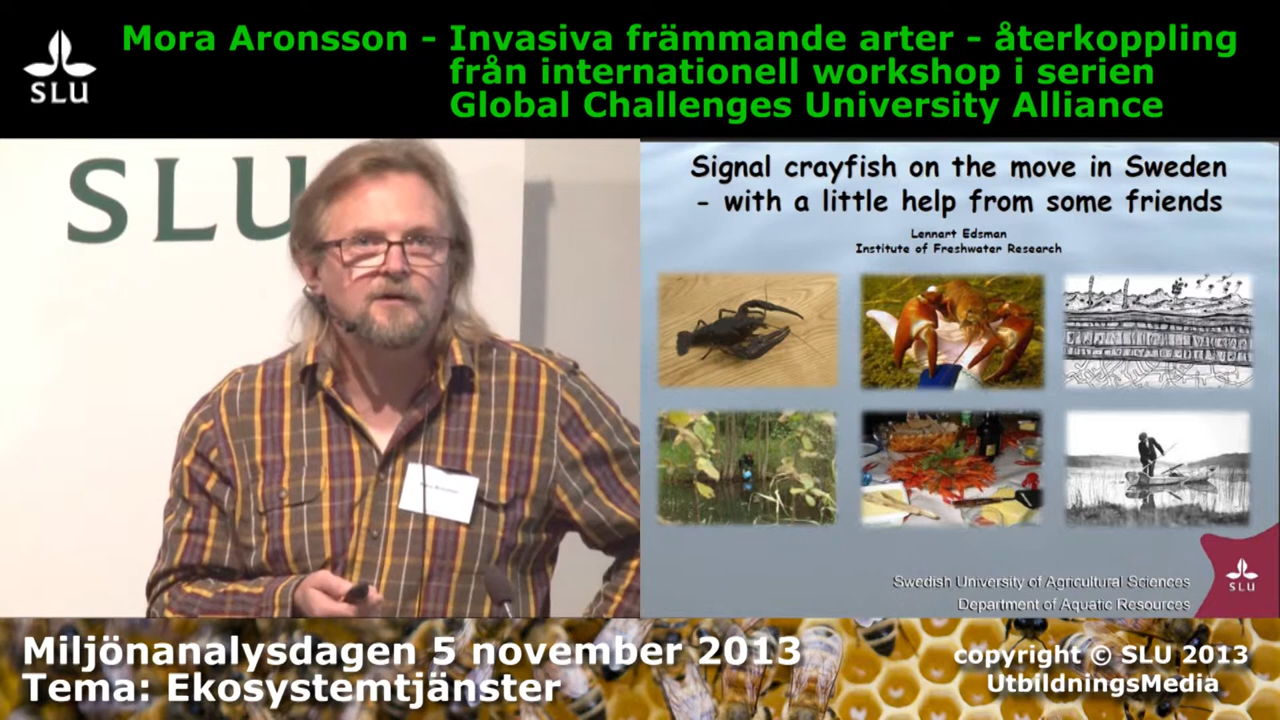 SLU
Mora Aronsson - Invasiva främmande arter - återkoppling
från internationell workshop i serien
Global Challenges University Alliance
SLU
Signal crayfish on the move in Sweden
- with a little help from some friends
Lennart Edsman
Institute of Freshwater Research
Swedish University of Agricultural Sciences
Department of Aquatic Resources
SLU
Miljönanalysdagen 5 november 2013
Tema: Ekosystemtjänster
copyright © SLU 2013
UtbildningsMedia